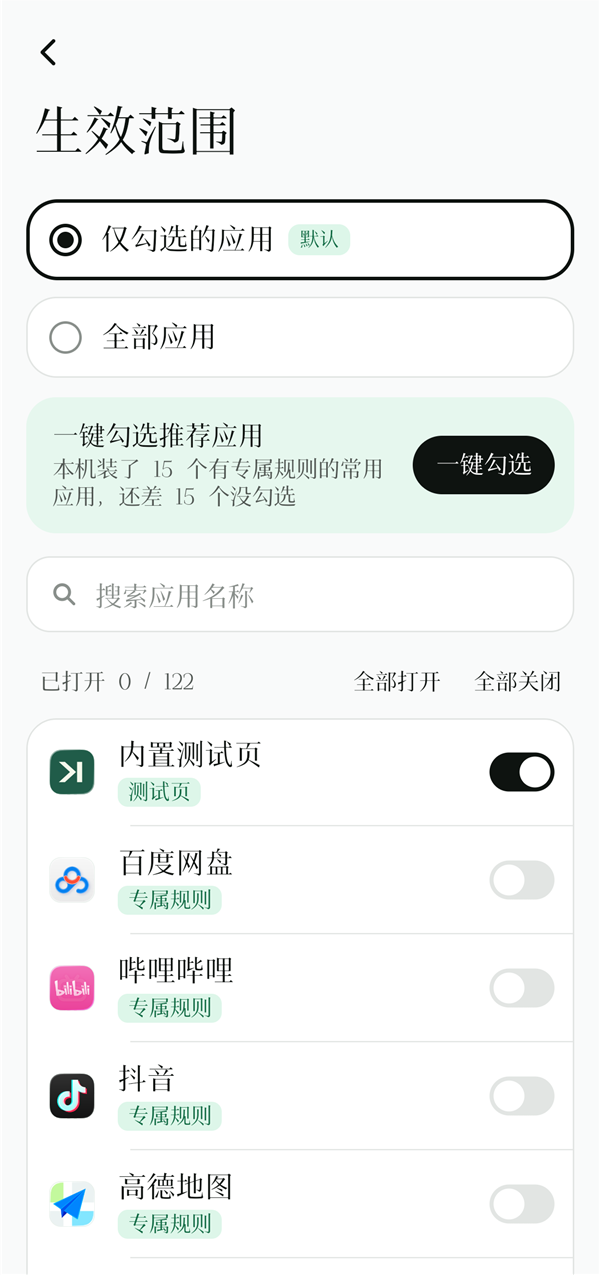 生效范围
仅勾选的应用 默认
全部应用
一键勾选推荐应用
本机装了 15 个有专属规则的常用
应用，还差 15 个没勾选
一键勾选
搜索应用名称
已打开 0 / 122 全部打开 全部关闭
内置测试页
测试页
百度网盘
专属规则
bilibili
哔哩哔哩
专属规则
抖音
专属规则
高德地图
专属规则